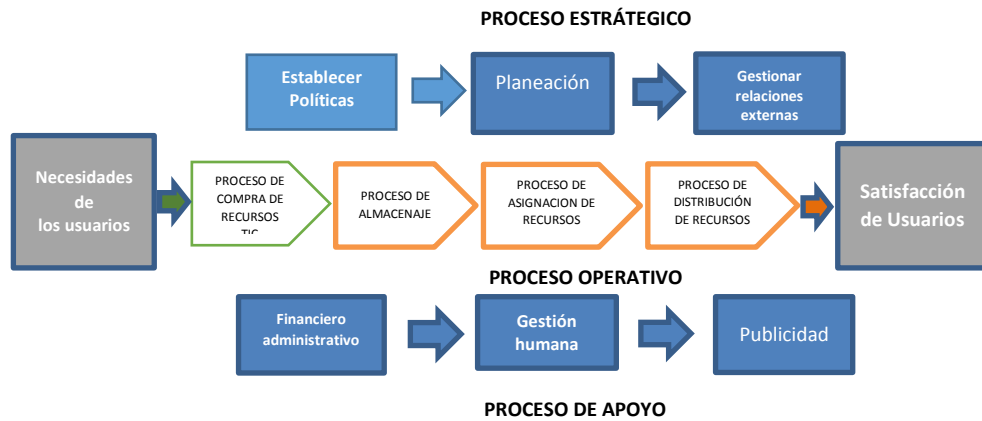 PROCESO ESTRÁTEGICO
Establecer
Políticas
Planeación
Gestionar
relaciones
externas
Necesidades
de
los usuarios
PROCESO DE
COMPRA DE
RECURSOS
TIC
PROCESO DE
ALMACENAJE
PROCESO DE
ASIGNACION DE
RECURSOS
PROCESO DE
DISTRIBUCIÓN
DE RECURSOS
Satisfacción
de Usuarios
PROCESO OPERATIVO
Financiero
administrativo
Gestión
humana
Publicidad
PROCESO DE APOYO